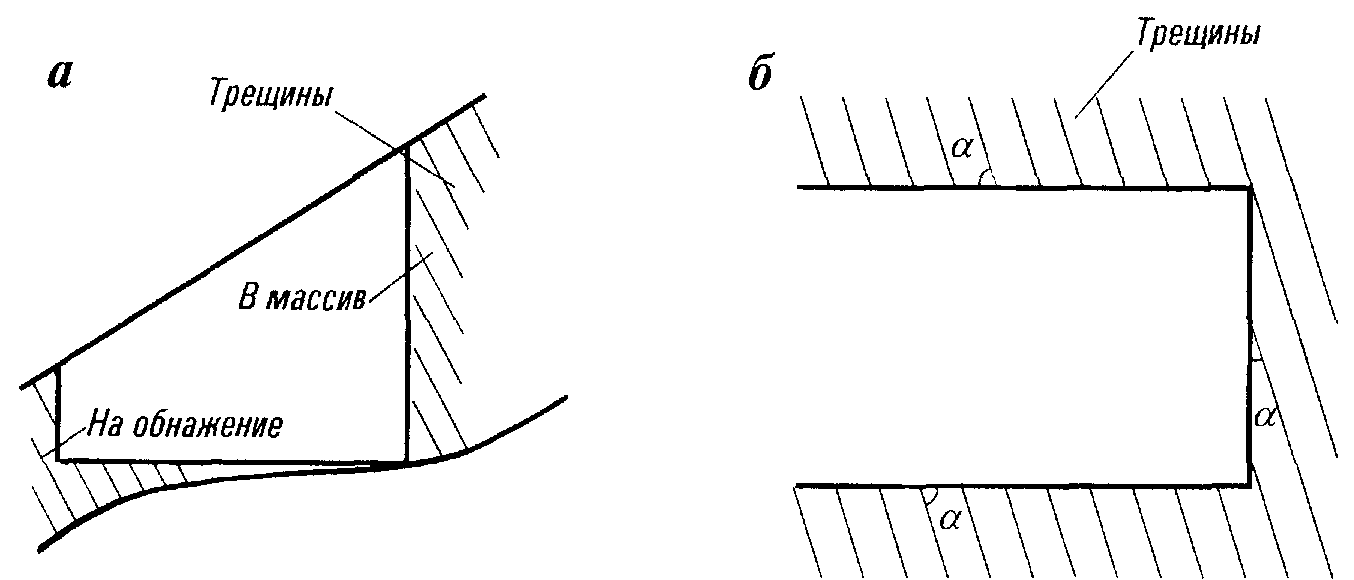 а
Трещины
В массив
На обнажение
б
Трещины
α
α
α